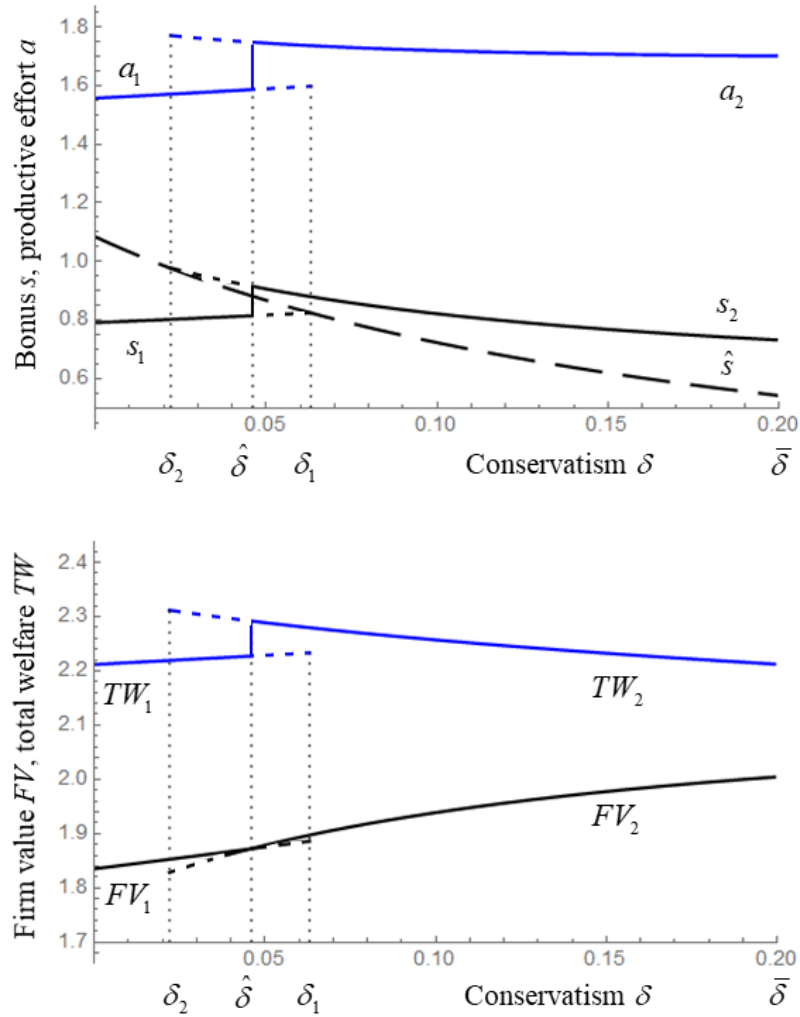 Bonus s, productive effort a
1.8
1.6
1.4
1.2
1.0
0.8
0.6
a₁
a₂
s₁
s₂
ŝ
0.05 0.10 0.15 0.20
δ₂ δ̂ δ₁ Conservatism δ δ̅
Firm value FV, total welfare TW
2.4
2.3
2.2
2.1
2.0
1.9
1.8
1.7
TW₁
TW₂
FV₁
FV₂
0.05 0.10 0.15 0.20
δ₂ δ̂ δ₁ Conservatism δ δ̅